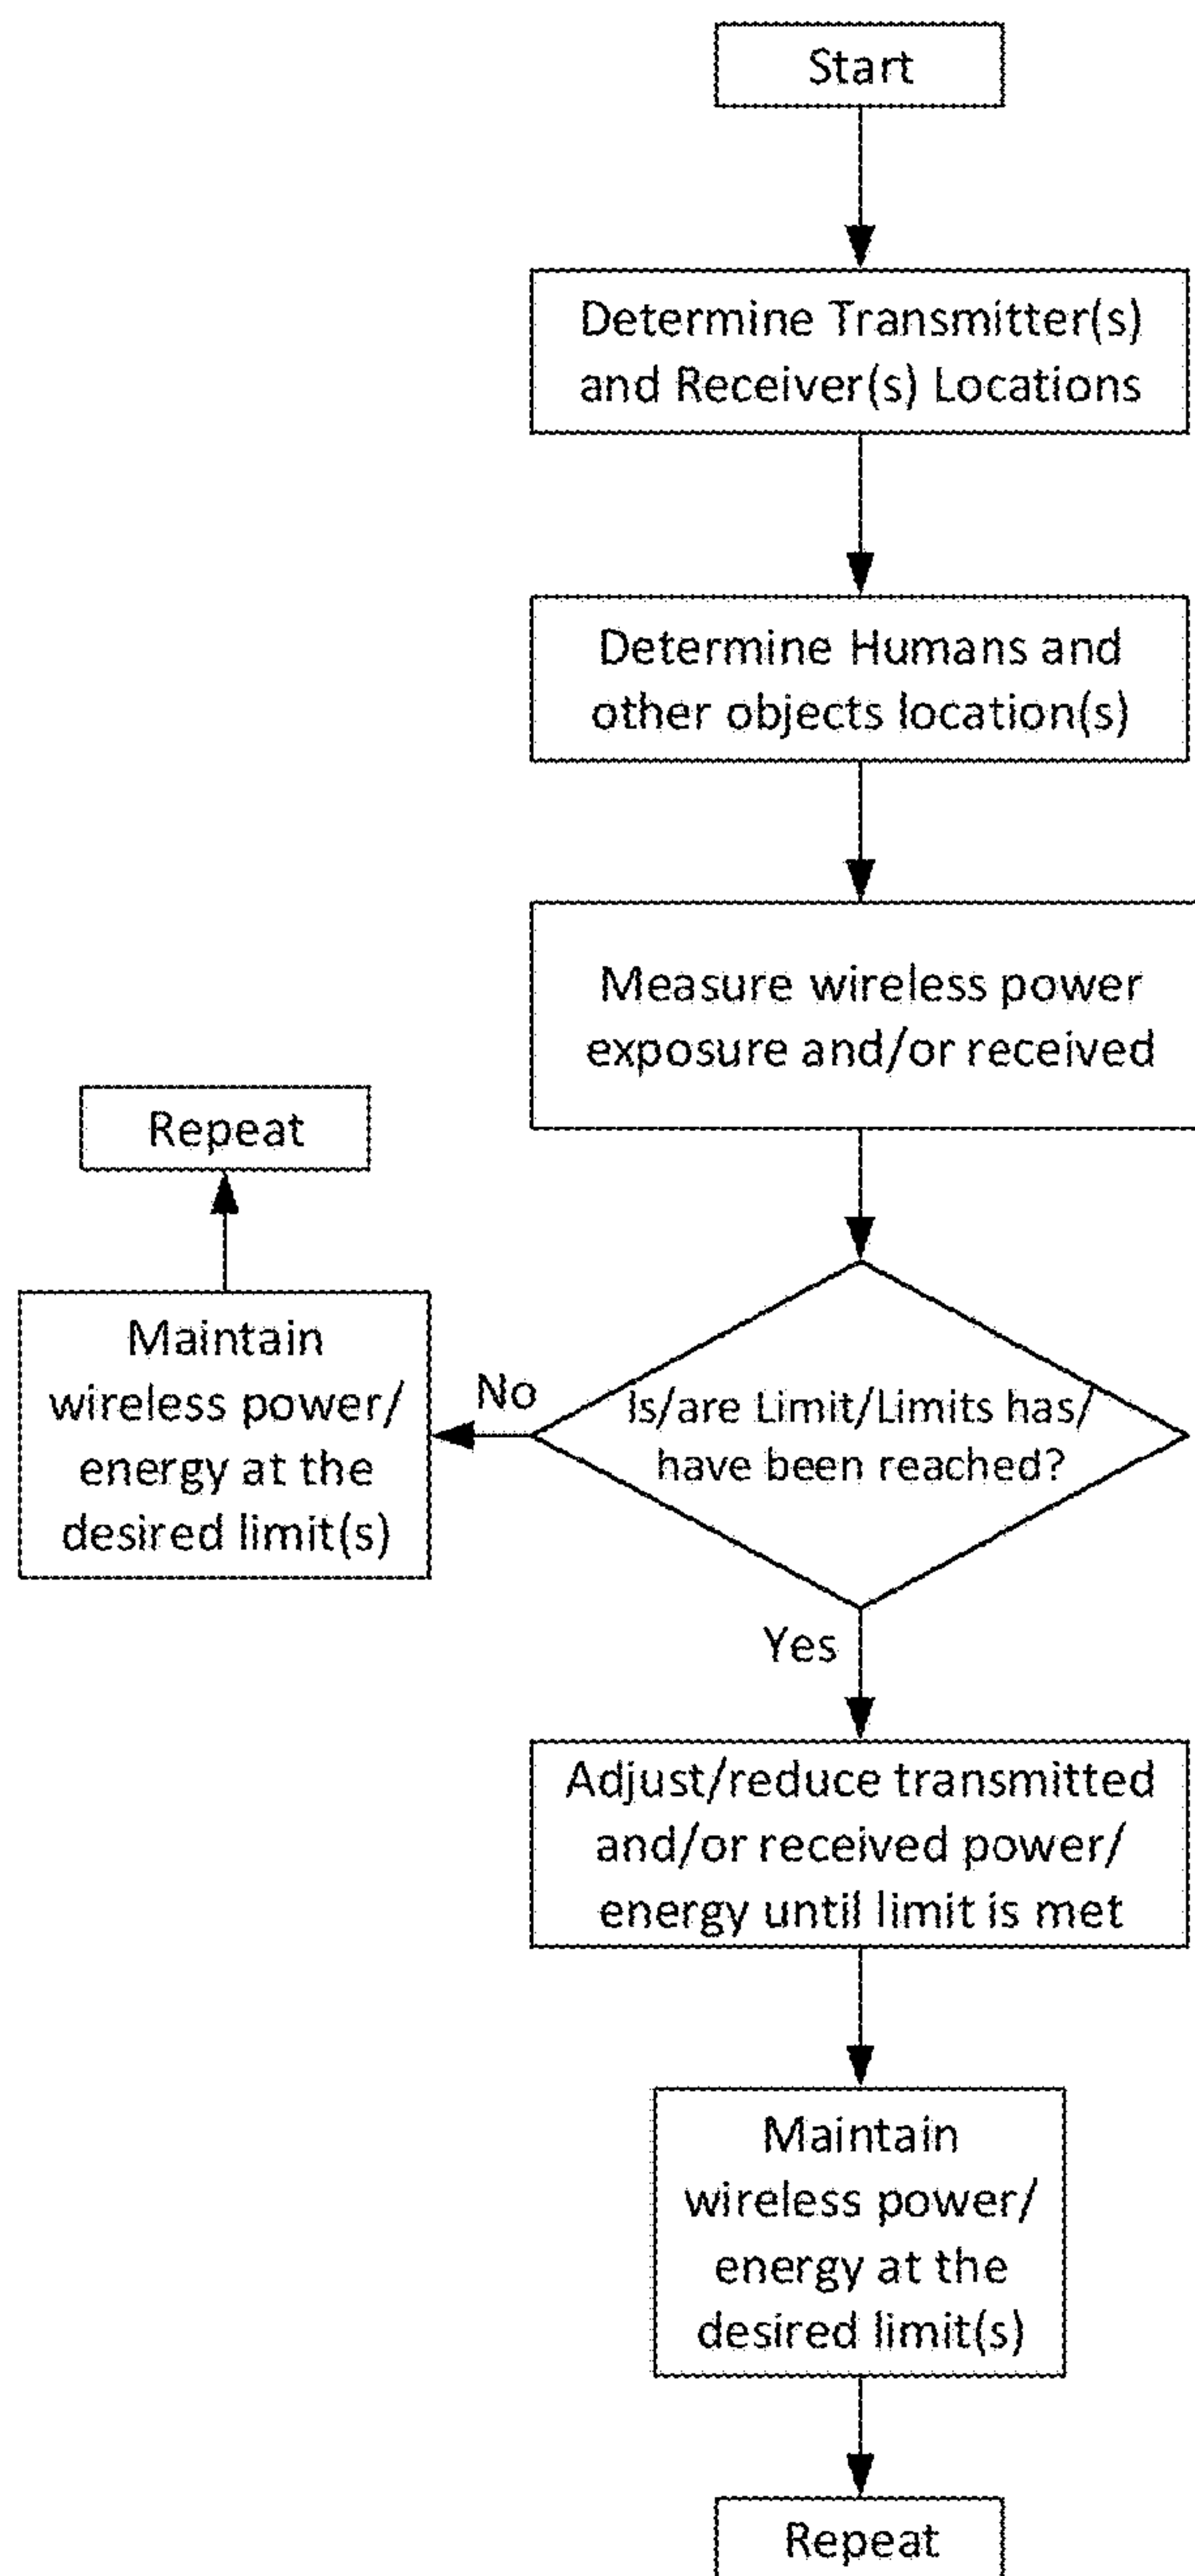 Start
Determine Transmitter(s)
and Receiver(s) Locations
Determine Humans and
other objects location(s)
Measure wireless power
exposure and/or received
Is/are Limit/Limits has/
have been reached?
No
Maintain
wireless power/
energy at the
desired limit(s)
Repeat
Yes
Adjust/reduce transmitted
and/or received power/
energy until limit is met
Maintain
wireless power/
energy at the
desired limit(s)
Repeat